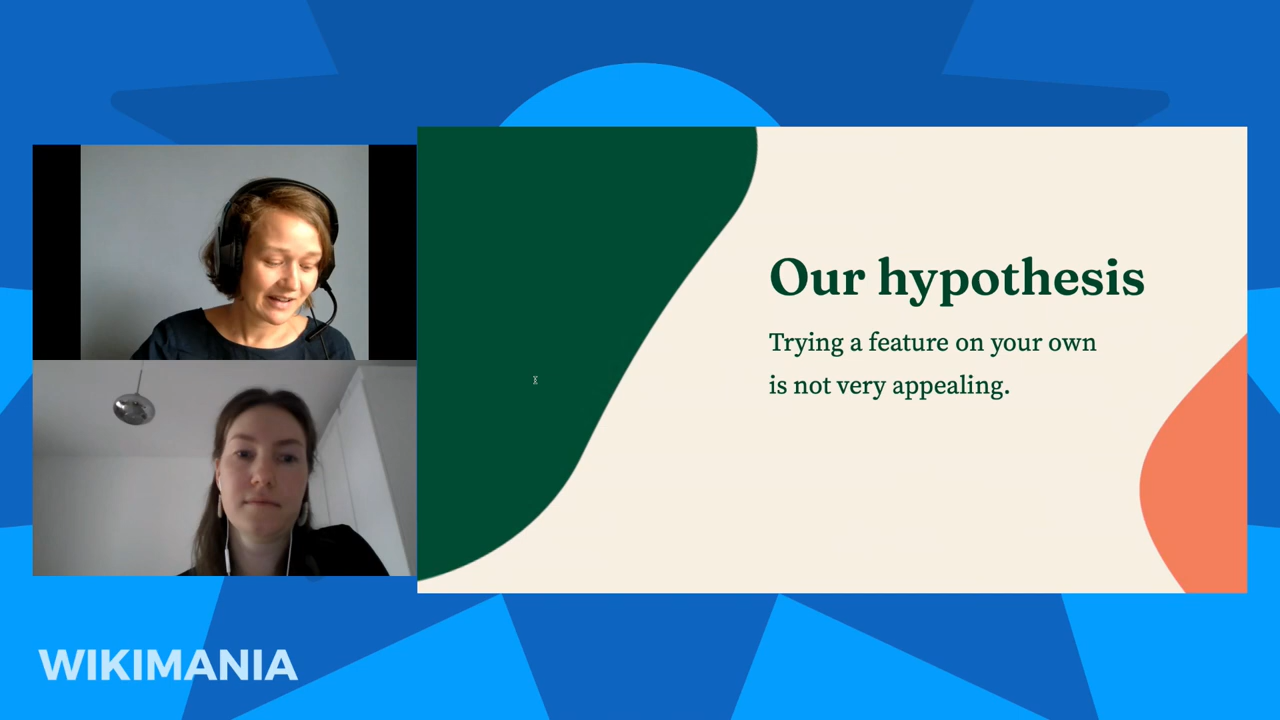 Our hypothesis
Trying a feature on your own
is not very appealing.
WIKIMANIA